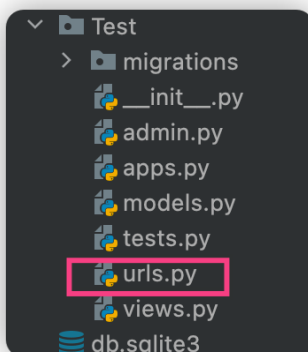 Test
migrations
__init__.py
admin.py
apps.py
models.py
tests.py
urls.py
views.py
db.sqlite3